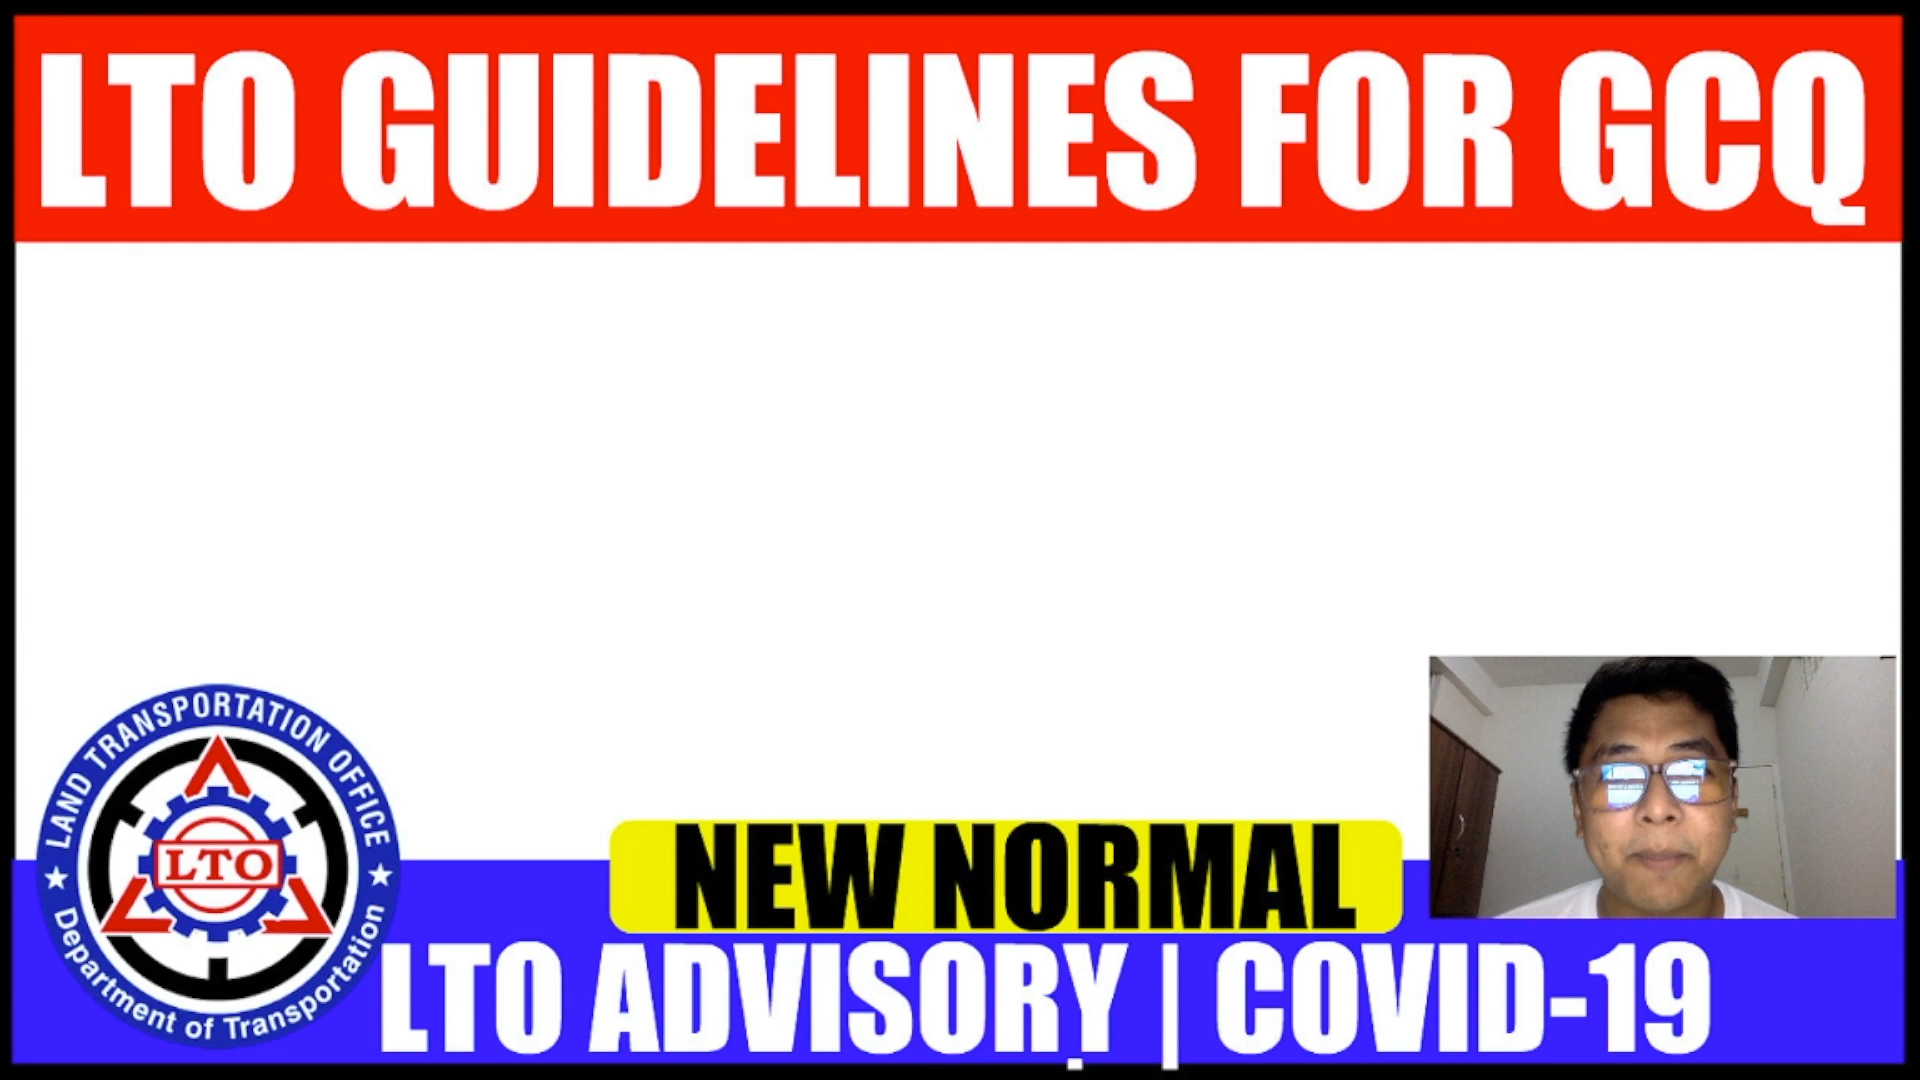 LTO GUIDELINES FOR GCQ
LAND TRANSPORTATION OFFICE
LTO
Department of Transportation
NEW NORMAL
LTO ADVISORY | COVID-19